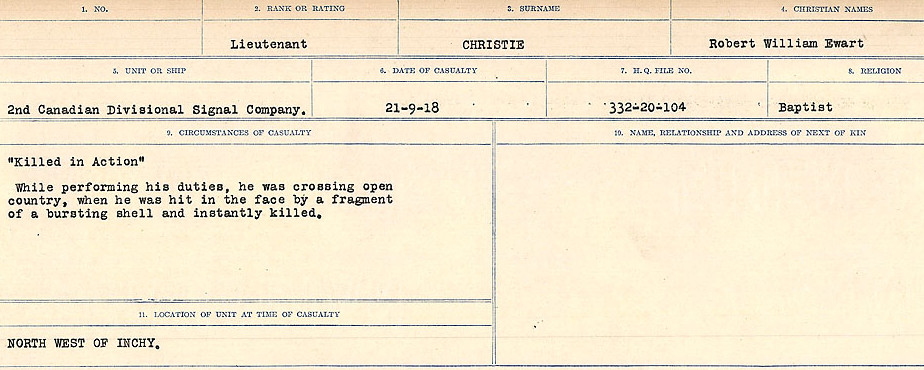 1. NO. 2. RANK OR RATING 3. SURNAME 4. CHRISTIAN NAMES
Lieutenant CHRISTIE Robert William Ewart
5. UNIT OR SHIP 6. DATE OF CASUALTY 7. H.Q. FILE NO. 8. RELIGION
2nd Canadian Divisional Signal Company. 21-9-18 332-20-104 Baptist
9. CIRCUMSTANCES OF CASUALTY 10. NAME, RELATIONSHIP AND ADDRESS OF NEXT OF KIN
"Killed in Action"
While performing his duties, he was crossing open
country, when he was hit in the face by a fragment
of a bursting shell and instantly killed.
11. LOCATION OF UNIT AT TIME OF CASUALTY
NORTH WEST OF INCHY.